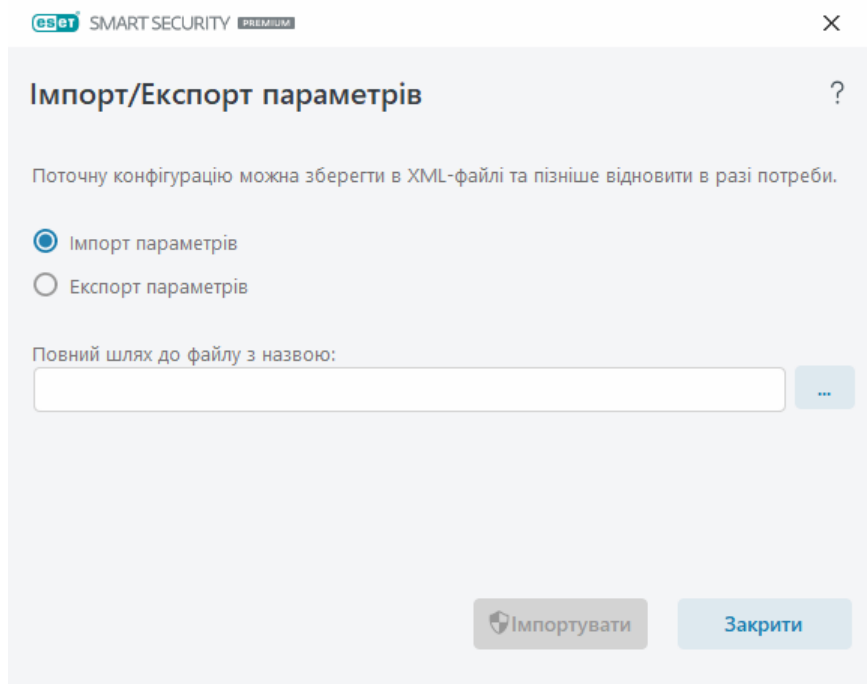 eset SMART SECURITY PREMIUM
Імпорт/Експорт параметрів
?
Поточну конфігурацію можна зберегти в XML-файлі та пізніше відновити в разі потреби.
Імпорт параметрів
Експорт параметрів
Повний шлях до файлу з назвою:
...
Імпортувати
Закрити